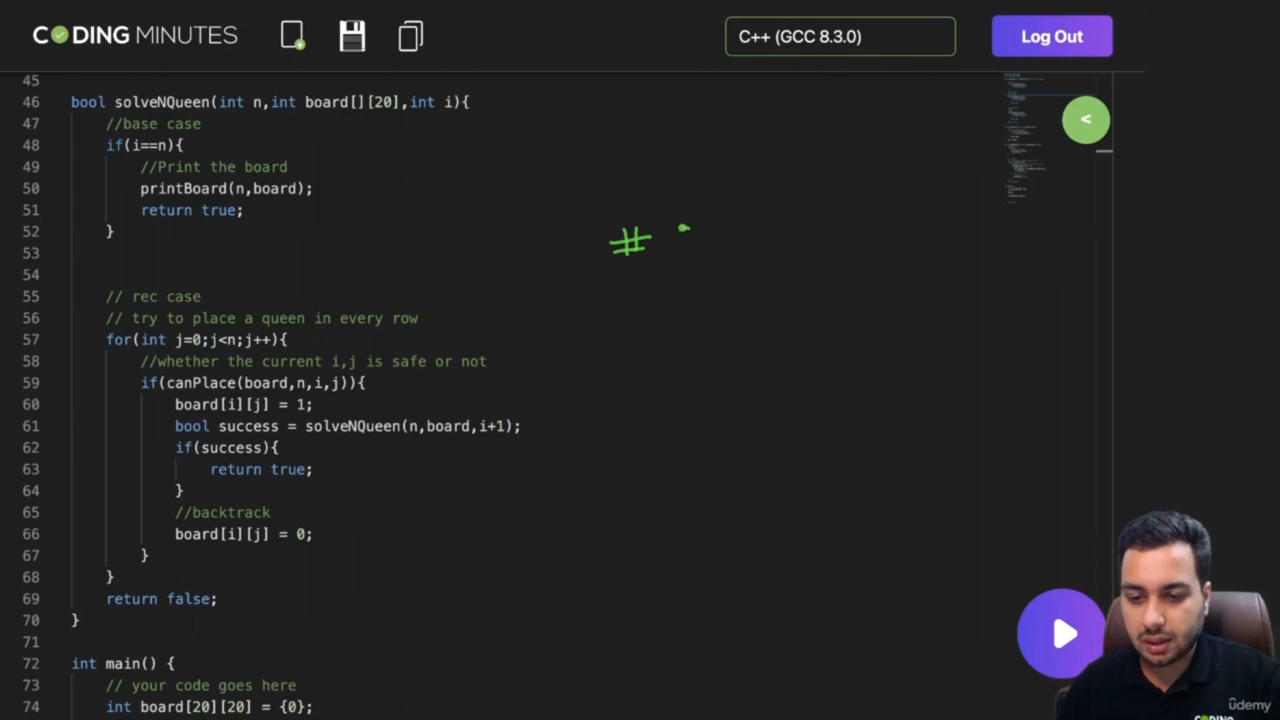 CODING MINUTES
C++ (GCC 8.3.0)
Log Out
<
45
46 bool solveNQueen(int n,int board[][20],int i){
47 //base case
48 if(i==n){
49 //Print the board
50 printBoard(n,board);
51 return true;
52 }
53
54
55 // rec case
56 // try to place a queen in every row
57 for(int j=0;j<n;j++){
58 //whether the current i,j is safe or not
59 if(canPlace(board,n,i,j)){
60 board[i][j] = 1;
61 bool success = solveNQueen(n,board,i+1);
62 if(success){
63 return true;
64 }
65 //backtrack
66 board[i][j] = 0;
67 }
68 }
69 return false;
70 }
71
72 int main() {
73 // your code goes here
74 int board[20][20] = {0};
#
ûdemy
CODING